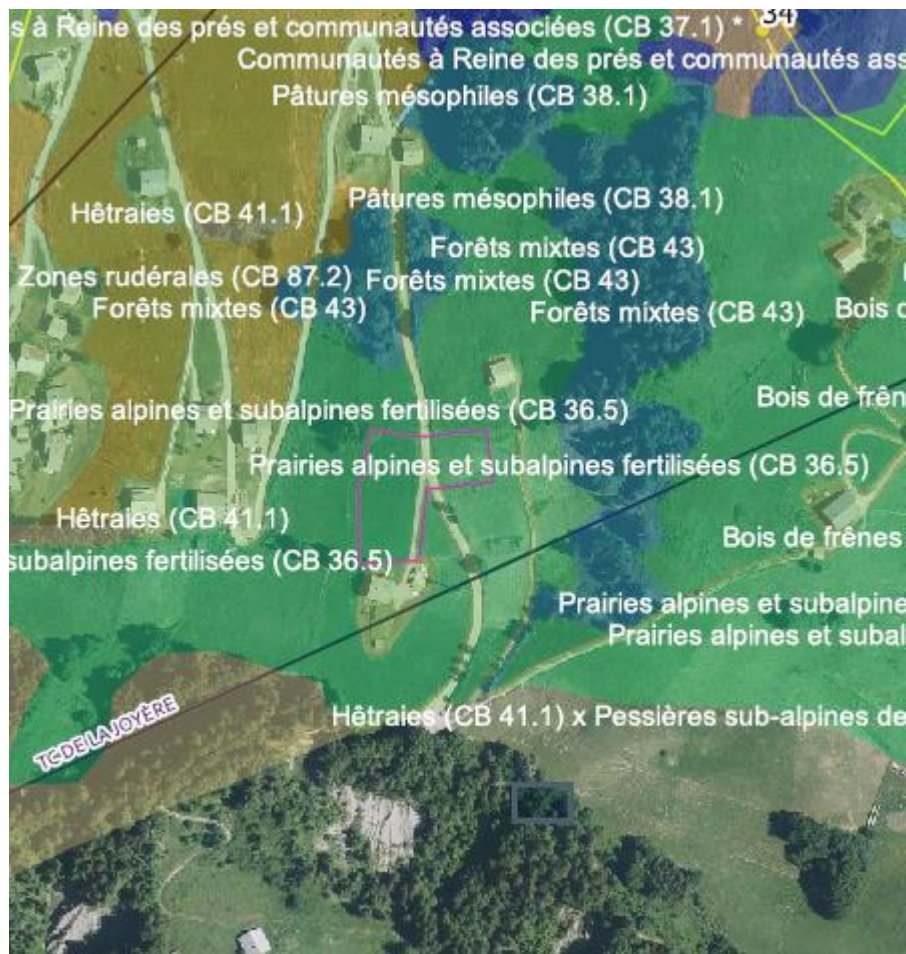 s à Reine des prés et communautés associées (CB 37.1) *
34
Communautés à Reine des prés et communautés ass
Pâtures mésophiles (CB 38.1)
Pâtures mésophiles (CB 38.1)
Hêtraies (CB 41.1)
Forêts mixtes (CB 43)
Zones rudérales (CB 87.2)
Forêts mixtes (CB 43)
Forêts mixtes (CB 43)
Forêts mixtes (CB 43)
Bois d
Bois de frên
Prairies alpines et subalpines fertilisées (CB 36.5)
Prairies alpines et subalpines fertilisées (CB 36.5)
Hêtraies (CB 41.1)
Bois de frênes
subalpines fertilisées (CB 36.5)
Prairies alpines et subalpine
Prairies alpines et subal
TC DE LA JOYÈRE
Hêtraies (CB 41.1) x Pessières sub-alpines de